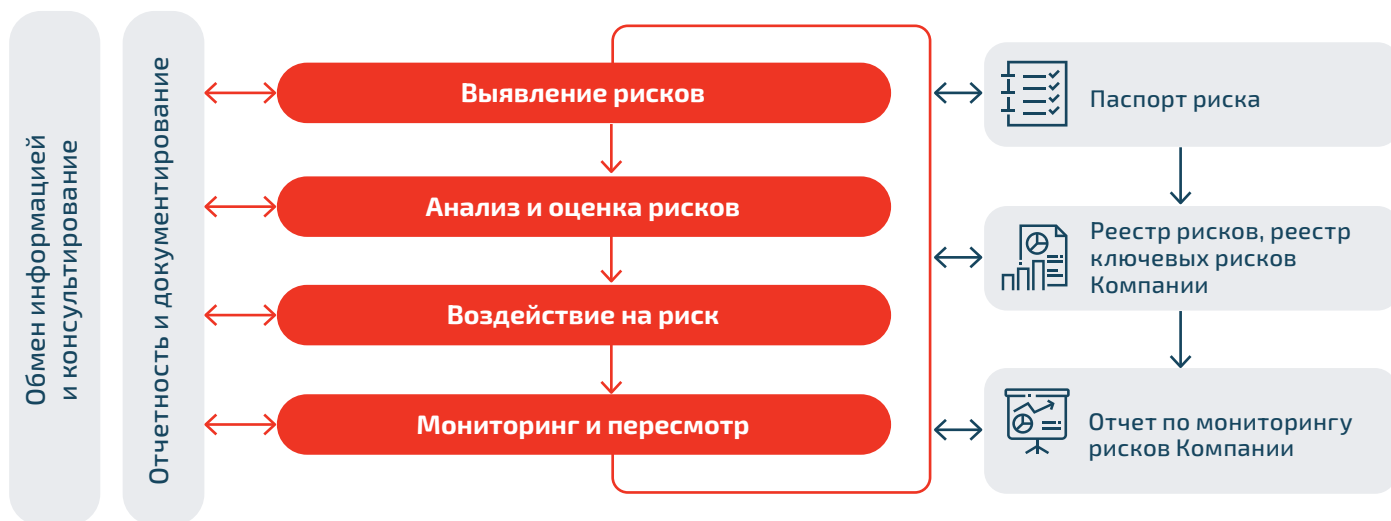 Обмен информацией
и консультирование
Отчетность и документирование
Выявление рисков
Анализ и оценка рисков
Воздействие на риск
Мониторинг и пересмотр
Паспорт риска
Реестр рисков, реестр
ключевых рисков
Компании
Отчет по мониторингу
рисков Компании